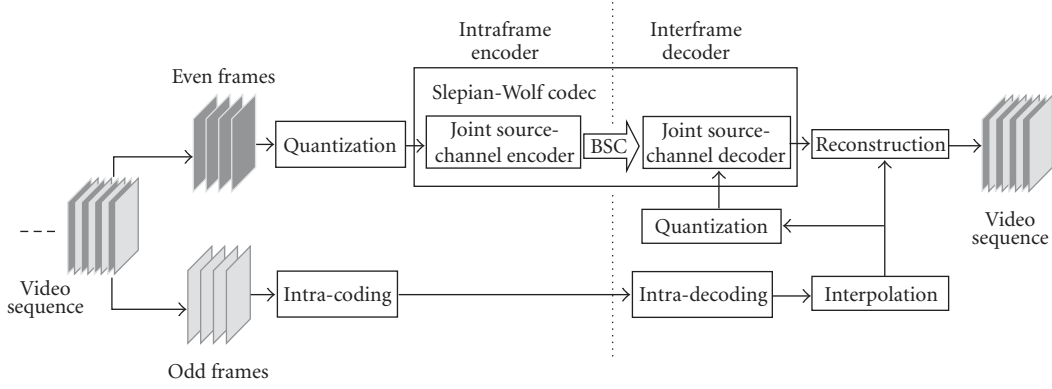 Intraframe
encoder
Interframe
decoder
Even frames
Slepian-Wolf codec
Quantization
Joint source-
channel encoder
BSC
Joint source-
channel decoder
Reconstruction
Quantization
Video
sequence
Video
sequence
Intra-coding
Intra-decoding
Interpolation
Odd frames